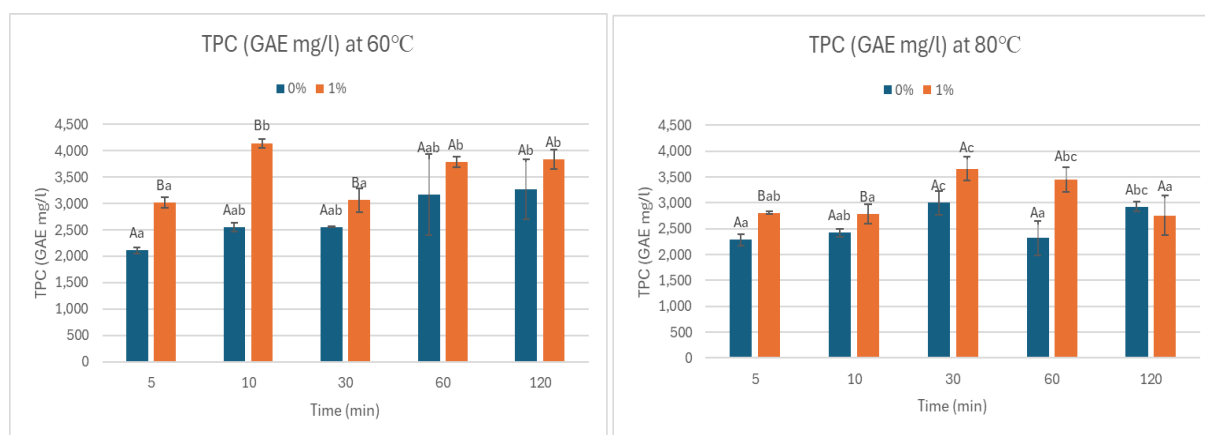 TPC (GAE mg/l) at 60℃
0% 1%
TPC (GAE mg/l)
4,500
4,000
3,500
3,000
2,500
2,000
1,500
1,000
500
0
Aa Ba Aab Bb Aab Ba Aab Ab Ab Ab
5 10 30 60 120
Time (min)
TPC (GAE mg/l) at 80℃
0% 1%
TPC (GAE mg/l)
4,500
4,000
3,500
3,000
2,500
2,000
1,500
1,000
500
0
Aa Bab Aab Ba Ac Ac Aa Abc Abc Aa
5 10 30 60 120
Time (min)